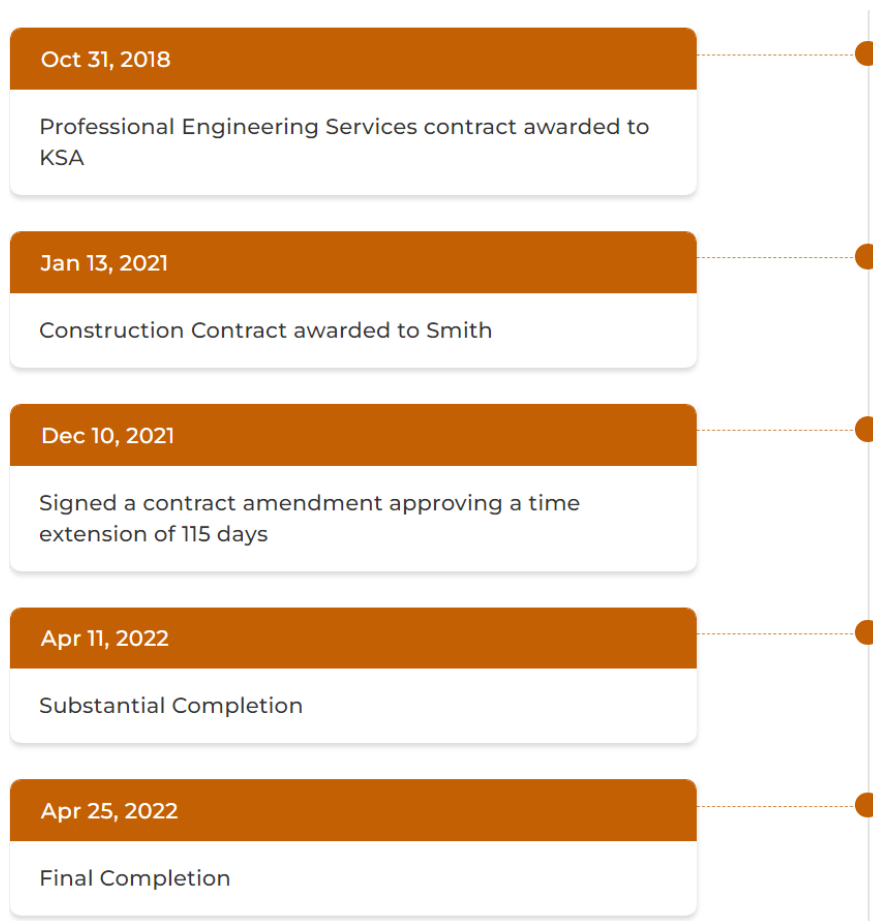 Oct 31, 2018
Professional Engineering Services contract awarded to
KSA
Jan 13, 2021
Construction Contract awarded to Smith
Dec 10, 2021
Signed a contract amendment approving a time
extension of 115 days
Apr 11, 2022
Substantial Completion
Apr 25, 2022
Final Completion